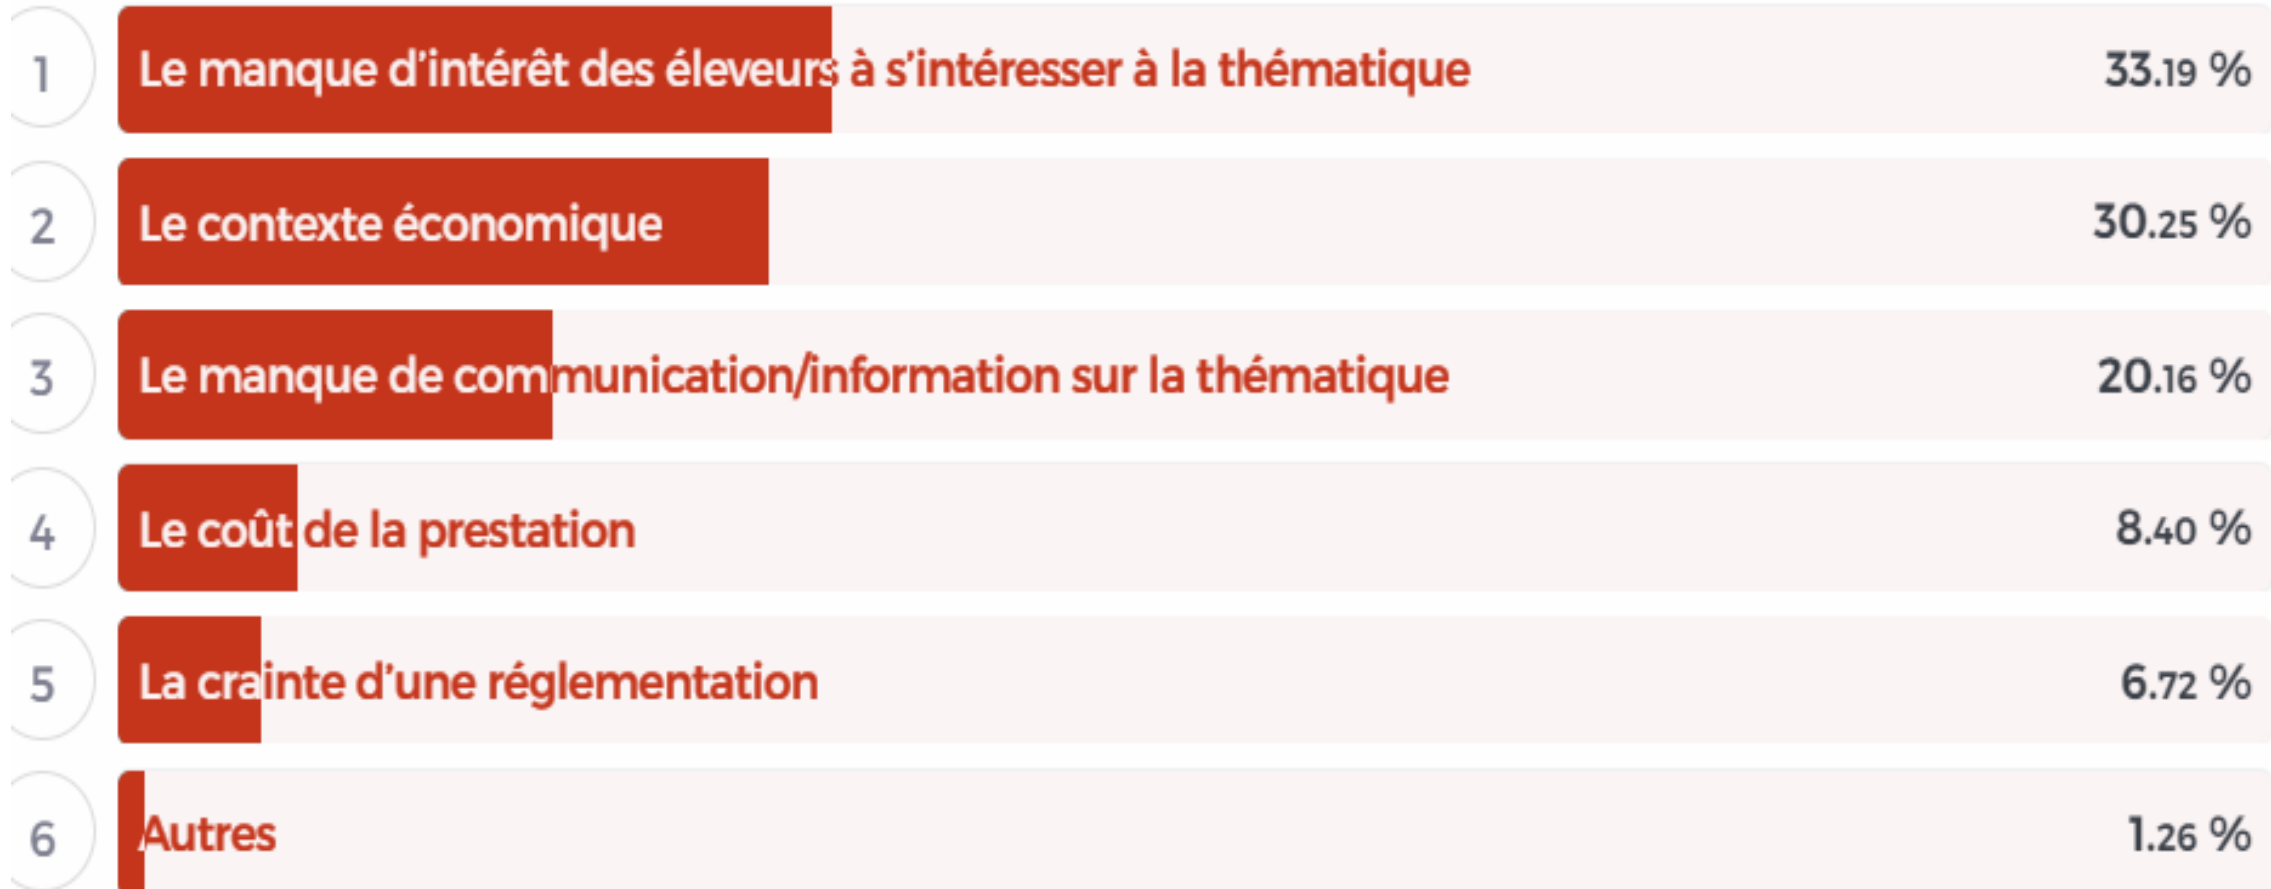 1 Le manque d'intérêt des éleveurs à s'intéresser à la thématique 33.19 %
2 Le contexte économique 30.25 %
3 Le manque de communication/information sur la thématique 20.16 %
4 Le coût de la prestation 8.40 %
5 La crainte d'une réglementation 6.72 %
6 Autres 1.26 %